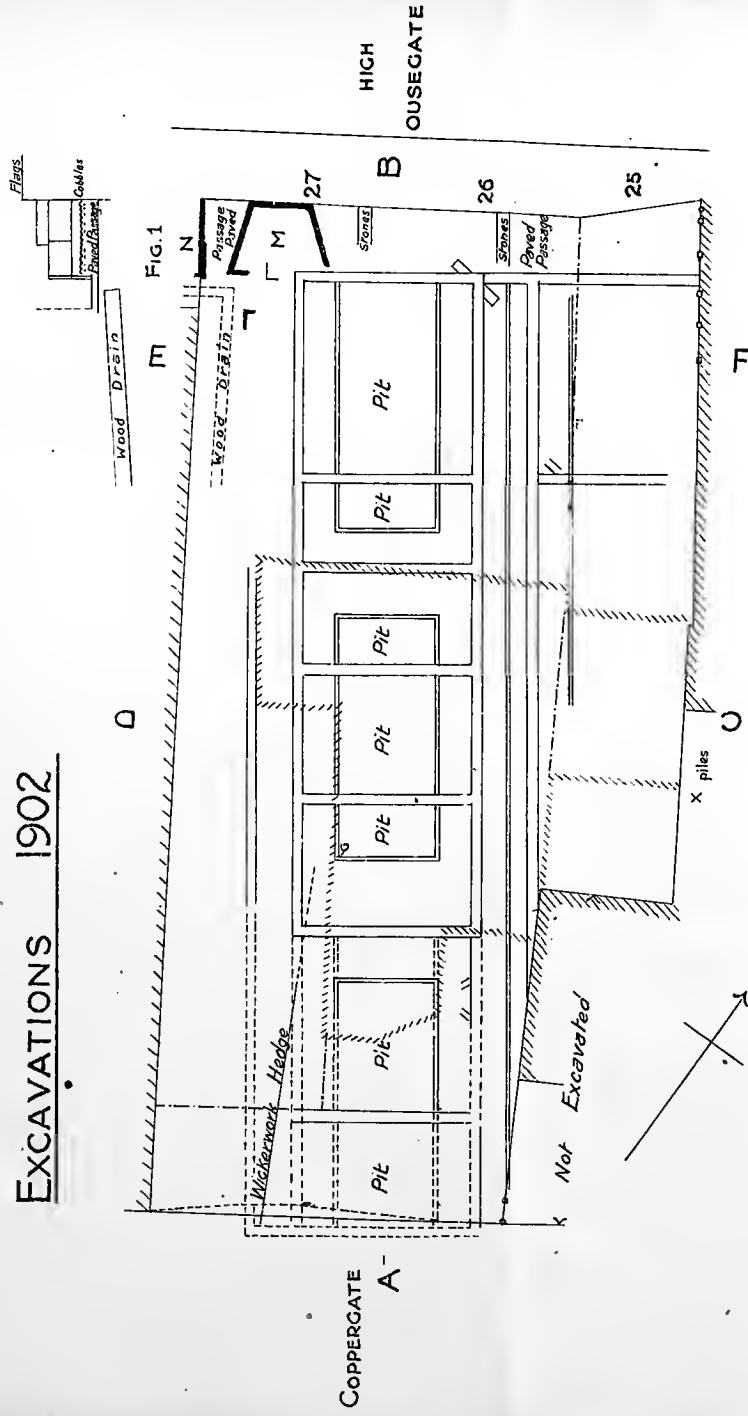 EXCAVATIONS 1902
FIG. 1
Flags
Cobbles
Paved Passage
Wood Drain
E
Wood Drain
N
Passage
Paved
M
L
L
27
B
HIGH
OUSEGATE
Stones
26
Stones
Paved
Passage
25
D
Pit
Pit
Pit
Pit
Pit
G
Wickerwork Hedge
Pit
Pit
COPPERGATE
A
F
C
X piles
K
Not Excavated